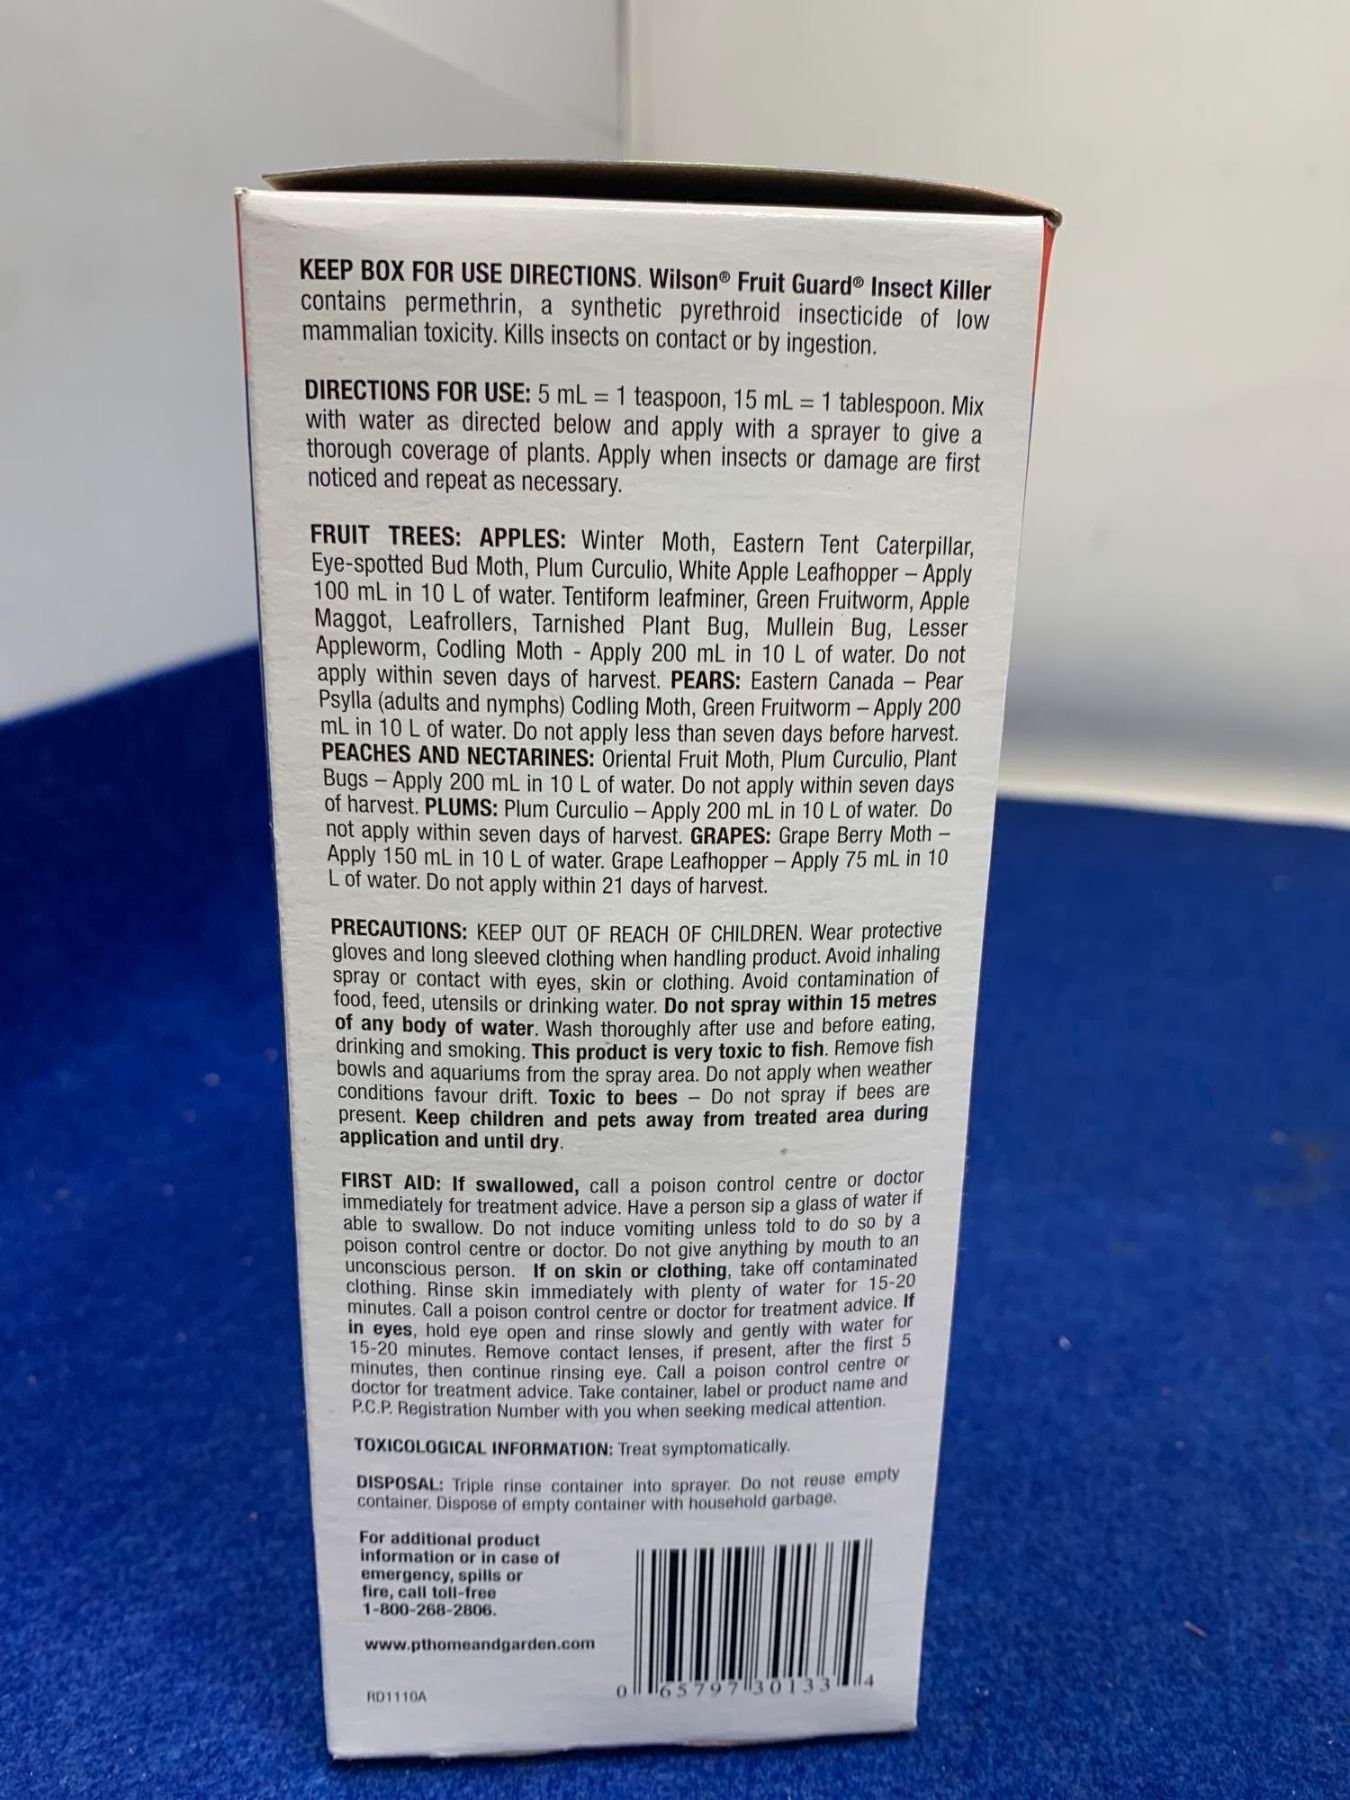 KEEP BOX FOR USE DIRECTIONS. Wilson® Fruit Guard® Insect Killer
contains permethrin, a synthetic pyrethroid insecticide of low
mammalian toxicity. Kills insects on contact or by ingestion.
DIRECTIONS FOR USE: 5 mL = 1 teaspoon, 15 mL = 1 tablespoon. Mix
with water as directed below and apply with a sprayer to give a
thorough coverage of plants. Apply when insects or damage are first
noticed and repeat as necessary.
FRUIT TREES: APPLES: Winter Moth, Eastern Tent Caterpillar,
Eye-spotted Bud Moth, Plum Curculio, White Apple Leafhopper – Apply
100 mL in 10 L of water. Tentiform leafminer, Green Fruitworm, Apple
Maggot, Leafrollers, Tarnished Plant Bug, Mullein Bug, Lesser
Appleworm, Codling Moth - Apply 200 mL in 10 L of water. Do not
apply within seven days of harvest. PEARS: Eastern Canada – Pear
Psylla (adults and nymphs) Codling Moth, Green Fruitworm – Apply 200
mL in 10 L of water. Do not apply less than seven days before harvest.
PEACHES AND NECTARINES: Oriental Fruit Moth, Plum Curculio, Plant
Bugs – Apply 200 mL in 10 L of water. Do not apply within seven days
of harvest. PLUMS: Plum Curculio – Apply 200 mL in 10 L of water. Do
not apply within seven days of harvest. GRAPES: Grape Berry Moth –
Apply 150 mL in 10 L of water. Grape Leafhopper – Apply 75 mL in 10
L of water. Do not apply within 21 days of harvest.
PRECAUTIONS: KEEP OUT OF REACH OF CHILDREN. Wear protective
gloves and long sleeved clothing when handling product. Avoid inhaling
spray or contact with eyes, skin or clothing. Avoid contamination of
food, feed, utensils or drinking water. Do not spray within 15 metres
of any body of water. Wash thoroughly after use and before eating,
drinking and smoking. This product is very toxic to fish. Remove fish
bowls and aquariums from the spray area. Do not apply when weather
conditions favour drift. Toxic to bees – Do not spray if bees are
present. Keep children and pets away from treated area during
application and until dry.
FIRST AID: If swallowed, call a poison control centre or doctor
immediately for treatment advice. Have a person sip a glass of water if
able to swallow. Do not induce vomiting unless told to do so by a
poison control centre or doctor. Do not give anything by mouth to an
unconscious person. If on skin or clothing, take off contaminated
clothing. Rinse skin immediately with plenty of water for 15-20
minutes. Call a poison control centre or doctor for treatment advice. If
in eyes, hold eye open and rinse slowly and gently with water for
15-20 minutes. Remove contact lenses, if present, after the first 5
minutes, then continue rinsing eye. Call a poison control centre or
doctor for treatment advice. Take container, label or product name and
P.C.P. Registration Number with you when seeking medical attention.
TOXICOLOGICAL INFORMATION: Treat symptomatically.
DISPOSAL: Triple rinse container into sprayer. Do not reuse empty
container. Dispose of empty container with household garbage.
For additional product
information or in case of
emergency, spills or
fire, call toll-free
1-800-268-2806.
www.pthomeandgarden.com
RD1110A
0 65797 30133 4